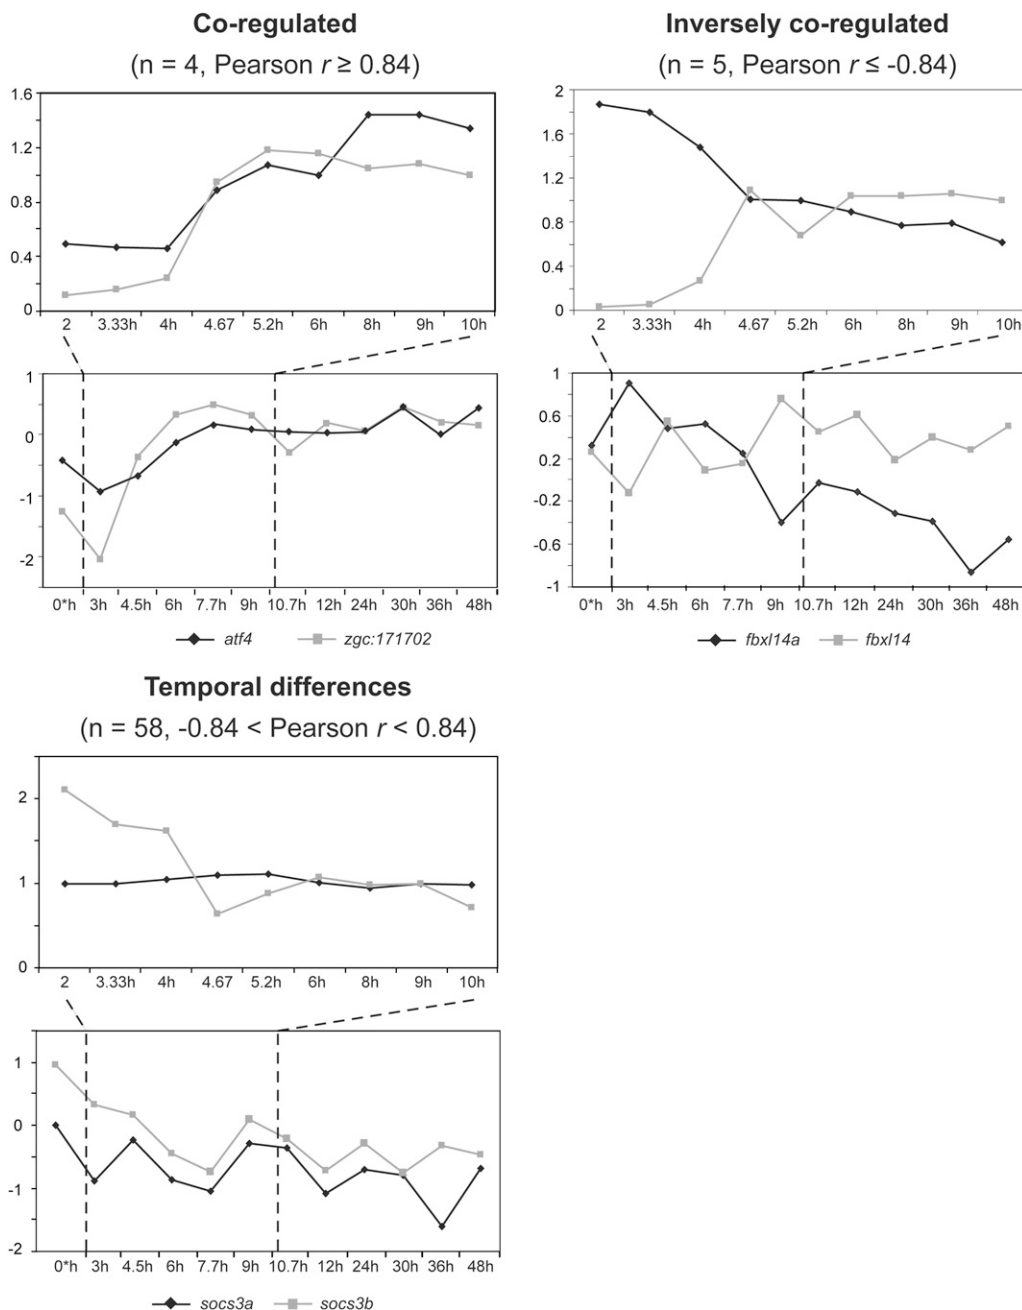 Co-regulated
(n = 4, Pearson r ≥ 0.84)
1.6
1.2
0.8
0.4
0
2 3.33h 4h 4.67 5.2h 6h 8h 9h 10h
1
0
-1
-2
0*h 3h 4.5h 6h 7.7h 9h 10.7h 12h 24h 30h 36h 48h
atf4 zgc:171702
Inversely co-regulated
(n = 5, Pearson r ≤ -0.84)
2
1.6
1.2
0.8
0.4
0
2 3.33h 4h 4.67 5.2h 6h 8h 9h 10h
1
0.6
0.2
-0.2
-0.6
-1
0*h 3h 4.5h 6h 7.7h 9h 10.7h 12h 24h 30h 36h 48h
fbxl14a fbxl14
Temporal differences
(n = 58, -0.84 < Pearson r < 0.84)
2
1
0
2 3.33h 4h 4.67 5.2h 6h 8h 9h 10h
1
0
-1
-2
0*h 3h 4.5h 6h 7.7h 9h 10.7h 12h 24h 30h 36h 48h
socs3a socs3b